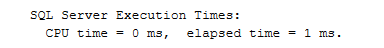 SQL Server Execution Times:
CPU time = 0 ms, elapsed time = 1 ms.